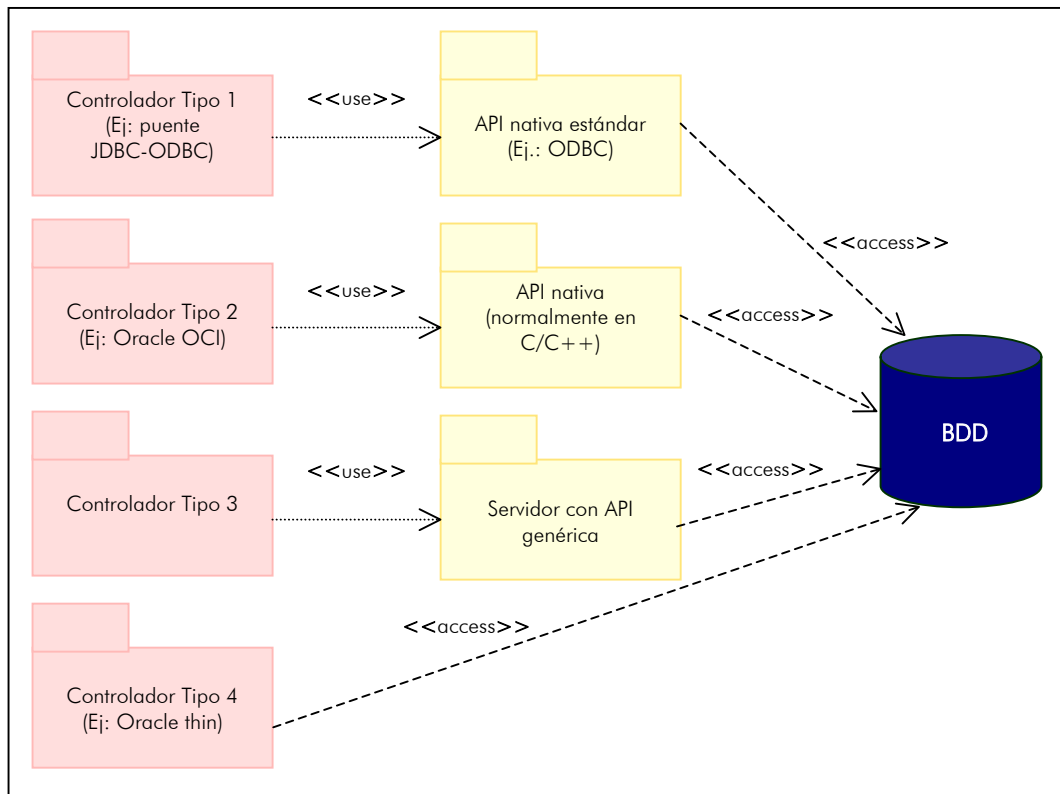 Controlador Tipo 1
(Ej: puente
JDBC-ODBC)
<<use>>
API nativa estándar
(Ej.: ODBC)
<<access>>
Controlador Tipo 2
(Ej: Oracle OCI)
<<use>>
API nativa
(normalmente en
C/C++)
<<access>>
BDD
Controlador Tipo 3
<<use>>
Servidor con API
genérica
<<access>>
Controlador Tipo 4
(Ej: Oracle thin)
<<access>>